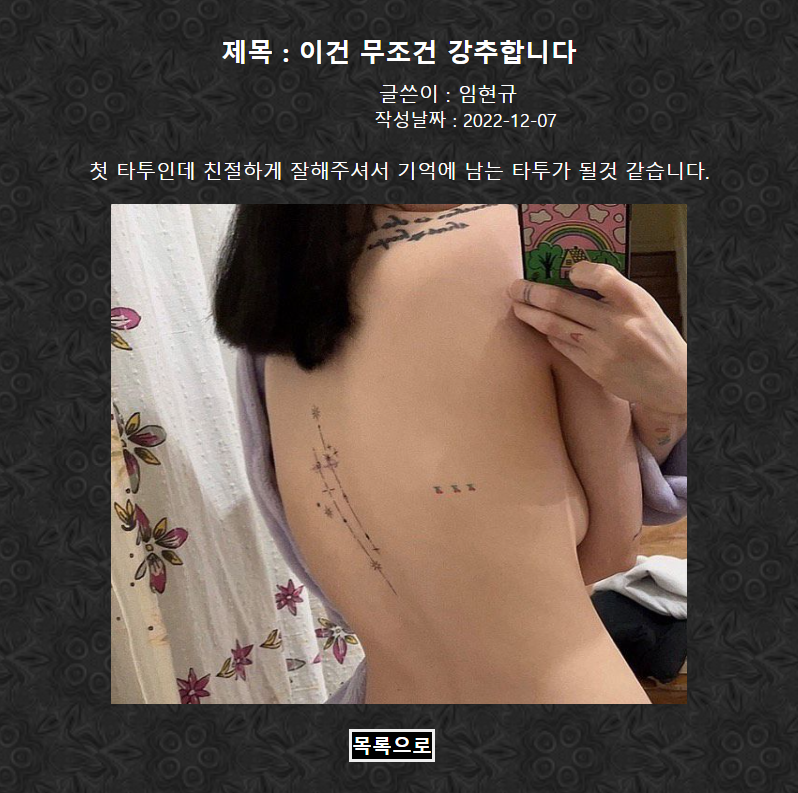 제목 : 이건 무조건 강추합니다
글쓴이 : 임현규
작성날짜 : 2022-12-07
첫 타투인데 친절하게 잘해주셔서 기억에 남는 타투가 될것 같습니다.
목록으로